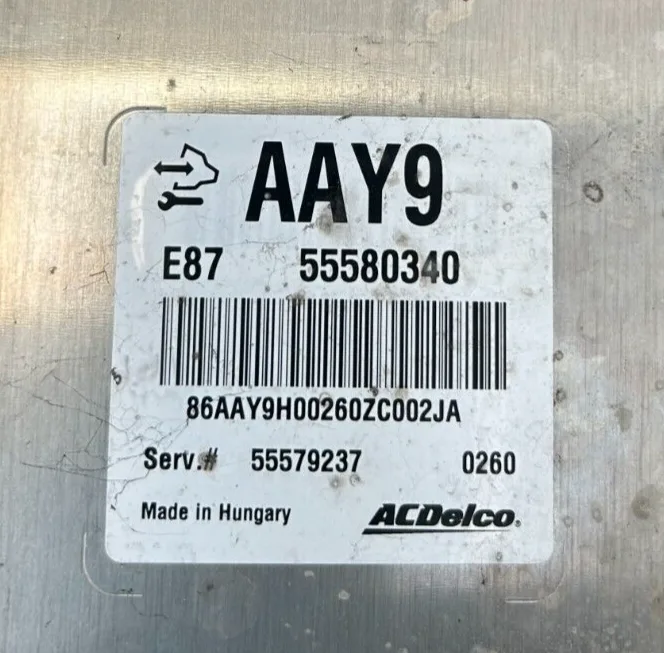 AAY9
E87 55580340
86AAY9H00260ZC002JA
Serv.# 55579237 0260
Made in Hungary ACDelco.